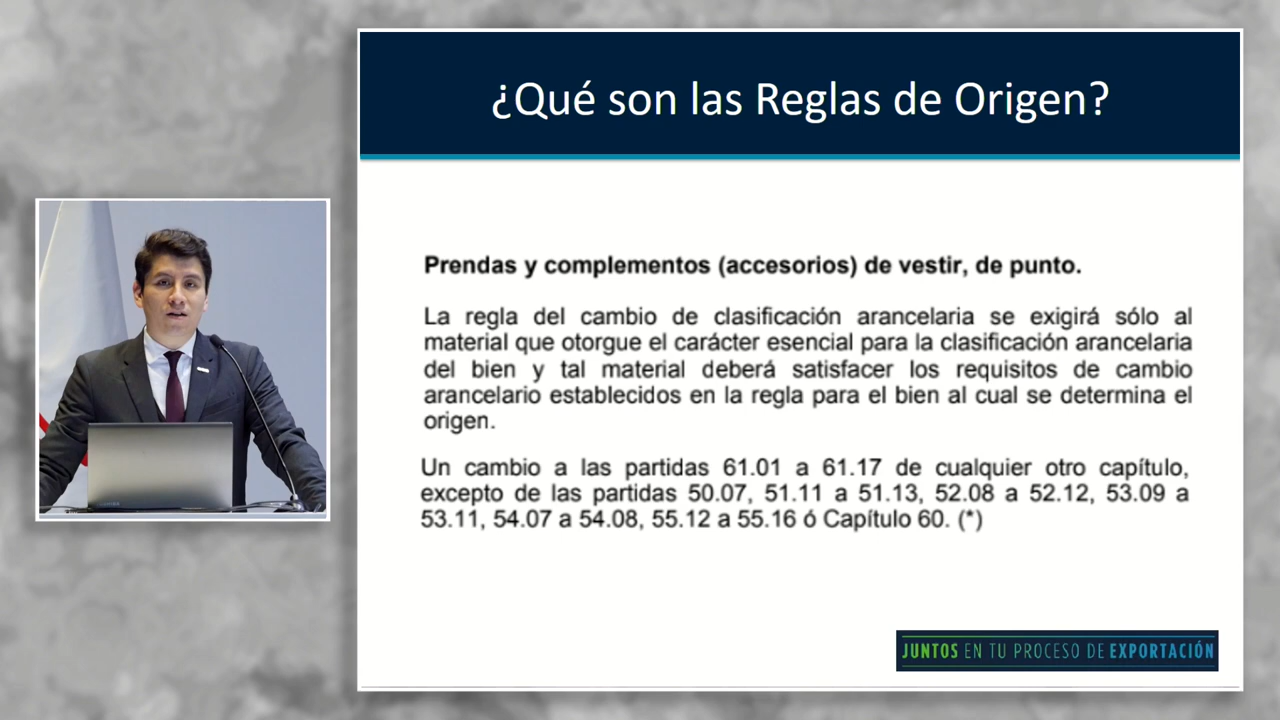 ¿Qué son las Reglas de Origen?
Prendas y complementos (accesorios) de vestir, de punto.
La regla del cambio de clasificación arancelaria se exigirá sólo al
material que otorgue el carácter esencial para la clasificación arancelaria
del bien y tal material deberá satisfacer los requisitos de cambio
arancelario establecidos en la regla para el bien al cual se determina el
origen.
Un cambio a las partidas 61.01 a 61.17 de cualquier otro capítulo,
excepto de las partidas 50.07, 51.11 a 51.13, 52.08 a 52.12, 53.09 a
53.11, 54.07 a 54.08, 55.12 a 55.16 ó Capítulo 60. (*)
JUNTOS EN TU PROCESO DE EXPORTACIÓN